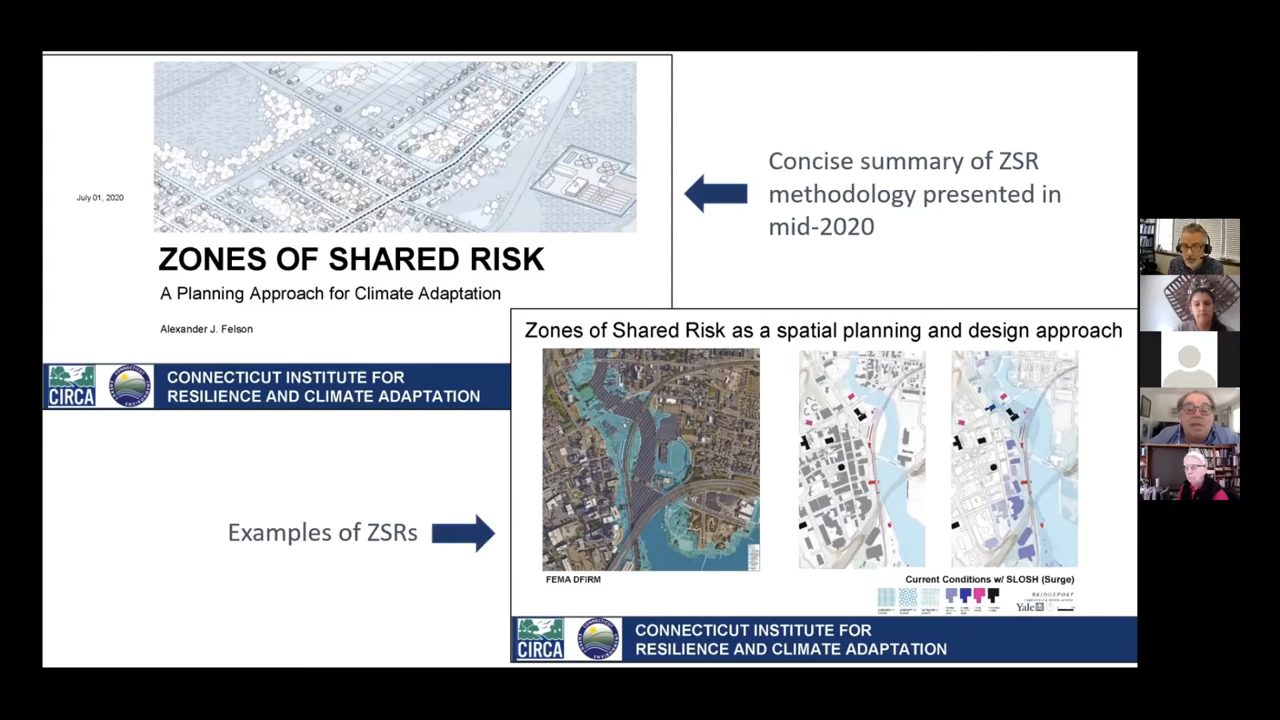 July 01, 2020
ZONES OF SHARED RISK
A Planning Approach for Climate Adaptation
Alexander J. Felson
CIRCA
CONNECTICUT INSTITUTE FOR
RESILIENCE AND CLIMATE ADAPTATION
Concise summary of ZSR
methodology presented in
mid-2020
Examples of ZSRs
Zones of Shared Risk as a spatial planning and design approach
FEMA DFIRM
Current Conditions w/ SLOSH (Surge)
BRIDGEPORT
Yale
CIRCA
CONNECTICUT INSTITUTE FOR
RESILIENCE AND CLIMATE ADAPTATION